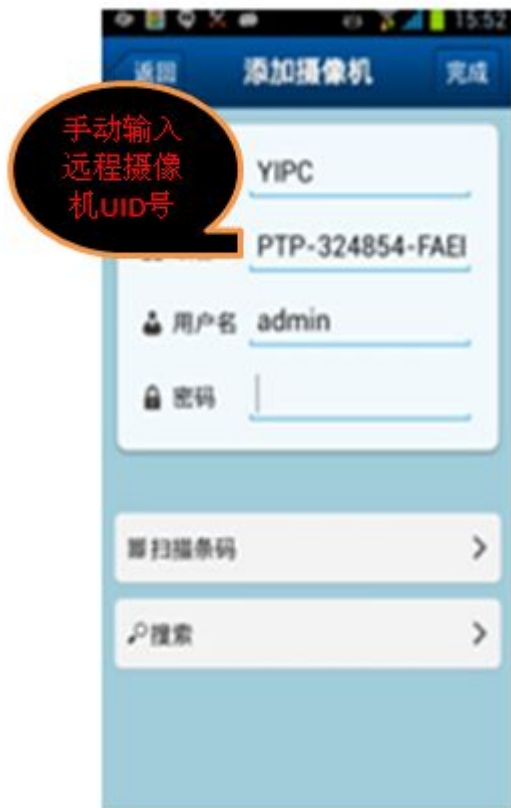 15:52
返回
添加摄像机
完成
手动输入
远程摄像
机UID号
YIPC
PTP-324854-FAEI
用户名 admin
密码
扫描条码
搜索